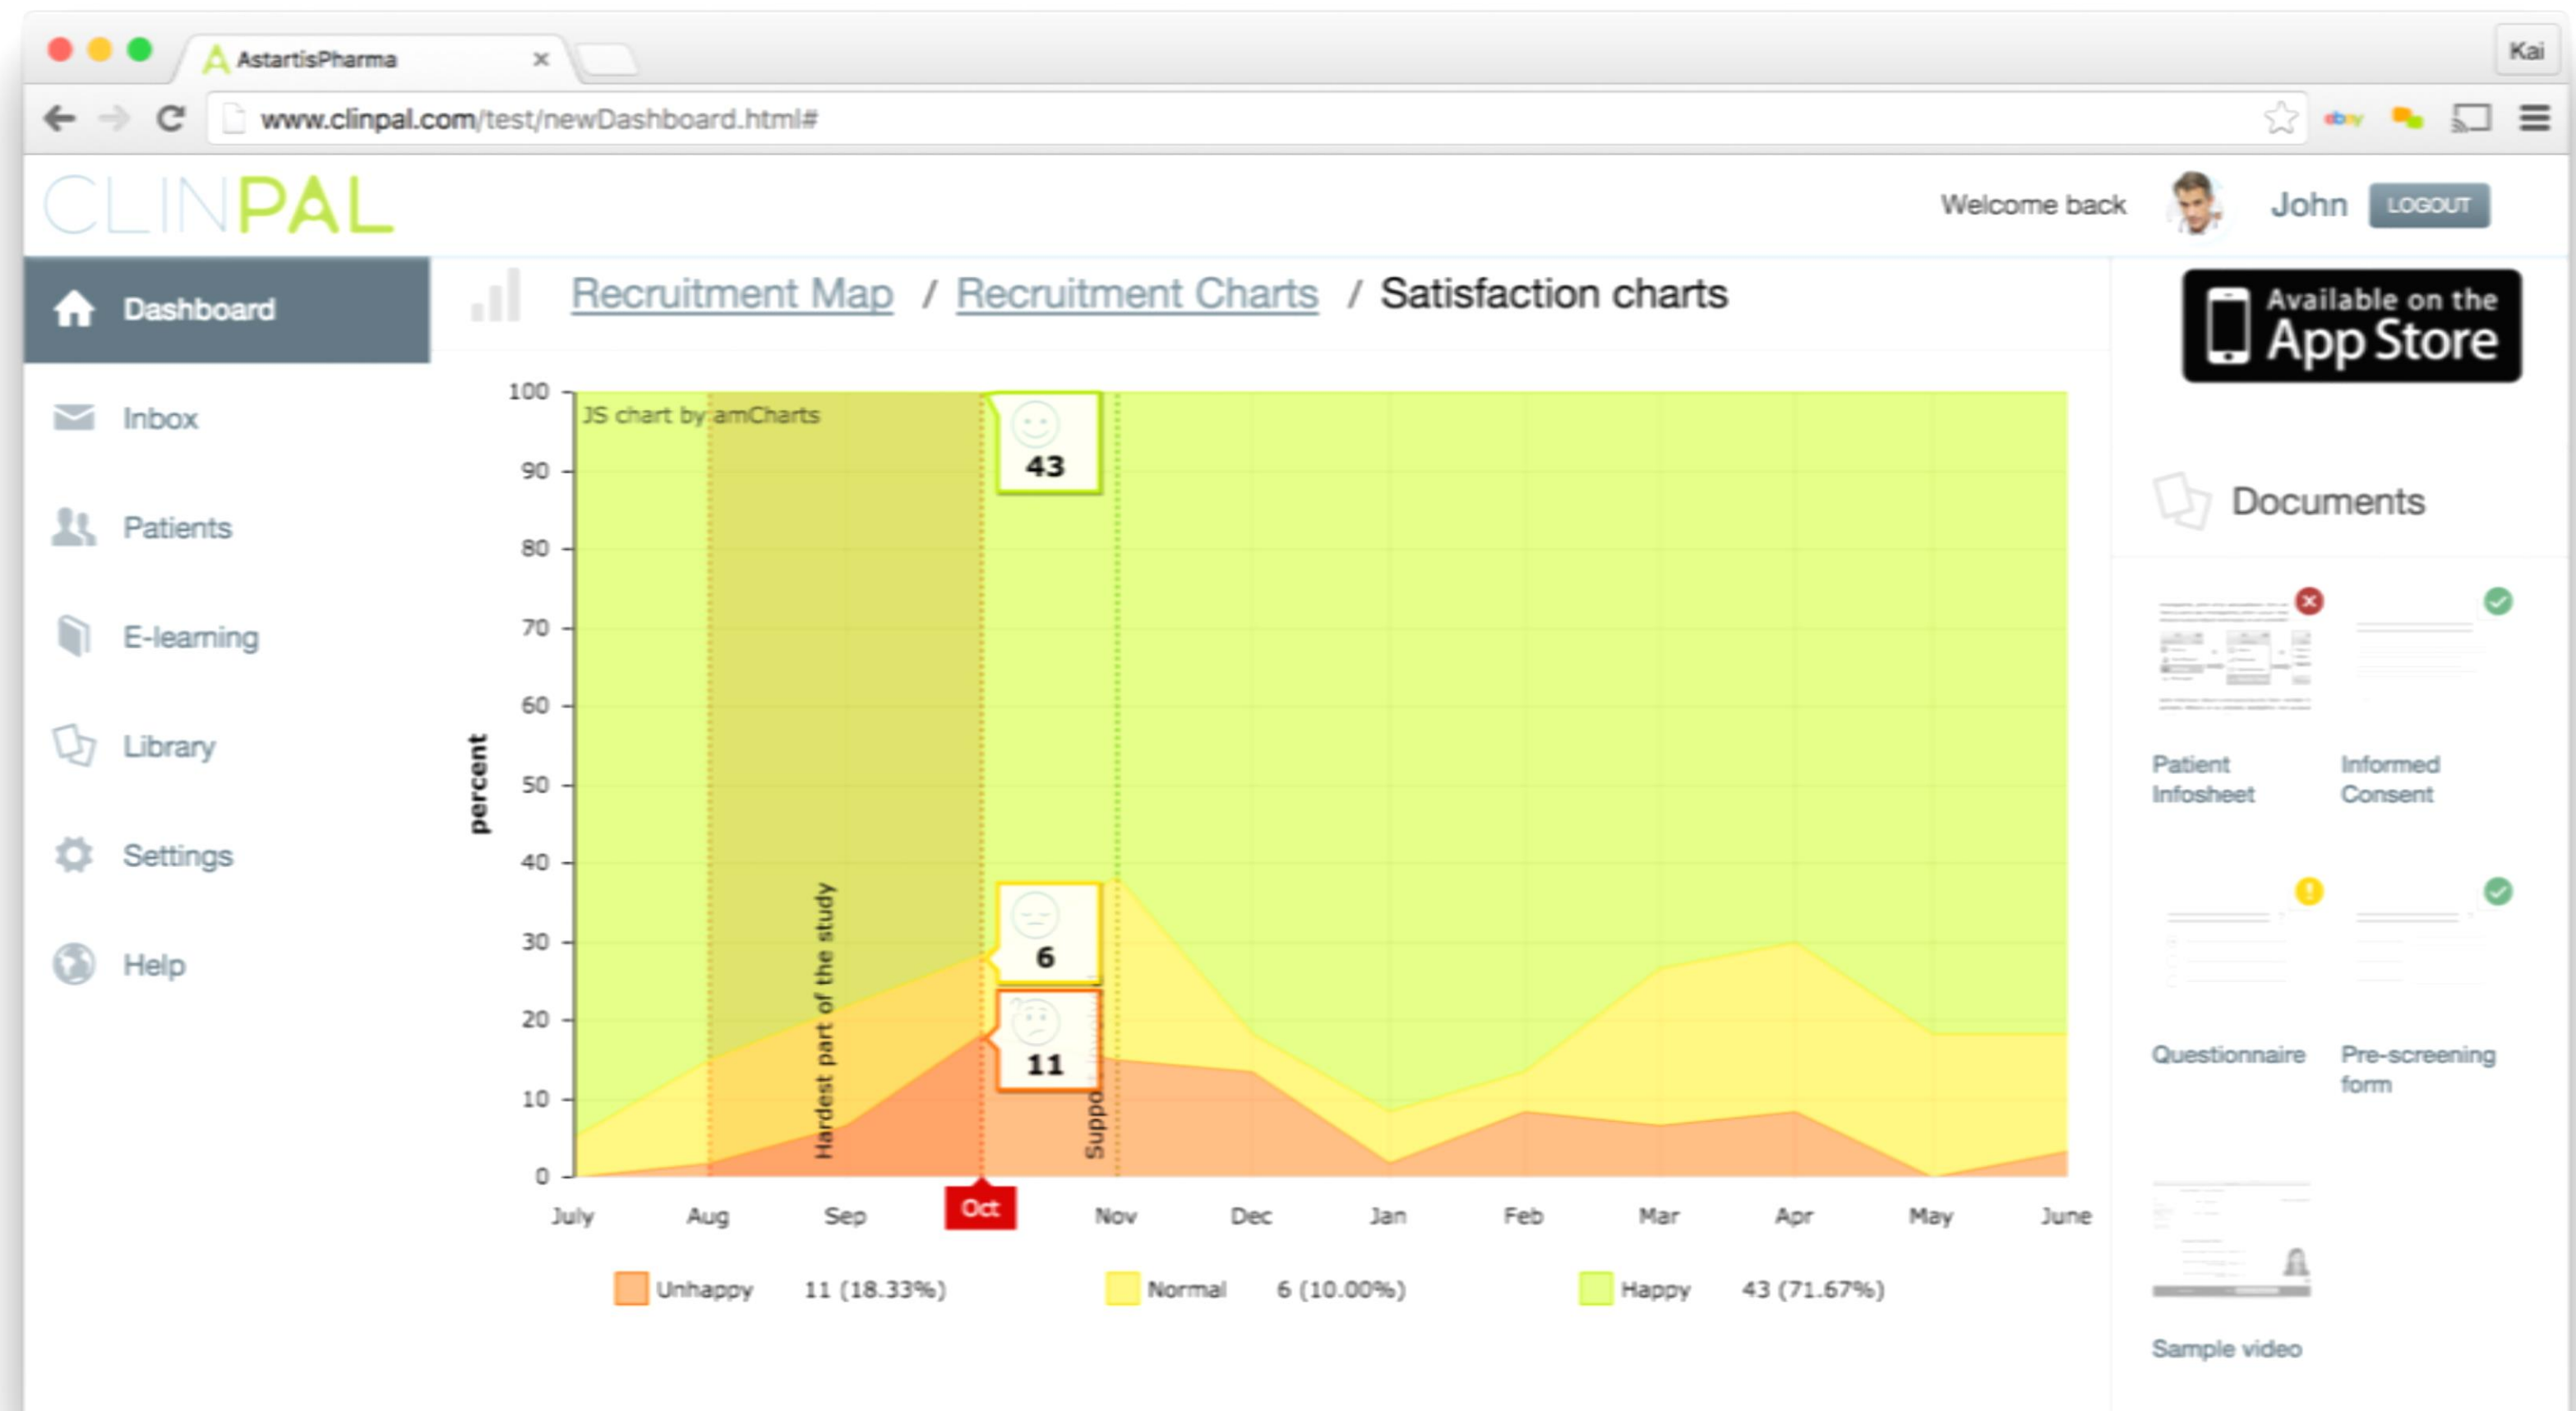 AstartisPharma
Kai
www.clinpal.com/test/newDashboard.html#
ebay
CLINPAL
Welcome back
John
LOGOUT
Dashboard
Inbox
Patients
E-learning
Library
Settings
Help
Recruitment Map / Recruitment Charts / Satisfaction charts
JS chart by amCharts
percent
100
90
80
70
60
50
40
30
20
10
0
43
6
11
Hardest part of the study
July
Aug
Sep
Oct
Nov
Dec
Jan
Feb
Mar
Apr
May
June
Unhappy 11 (18.33%)
Normal 6 (10.00%)
Happy 43 (71.67%)
Available on the
App Store
Documents
Patient
Infosheet
Informed
Consent
Questionnaire
Pre-screening
form
Sample video